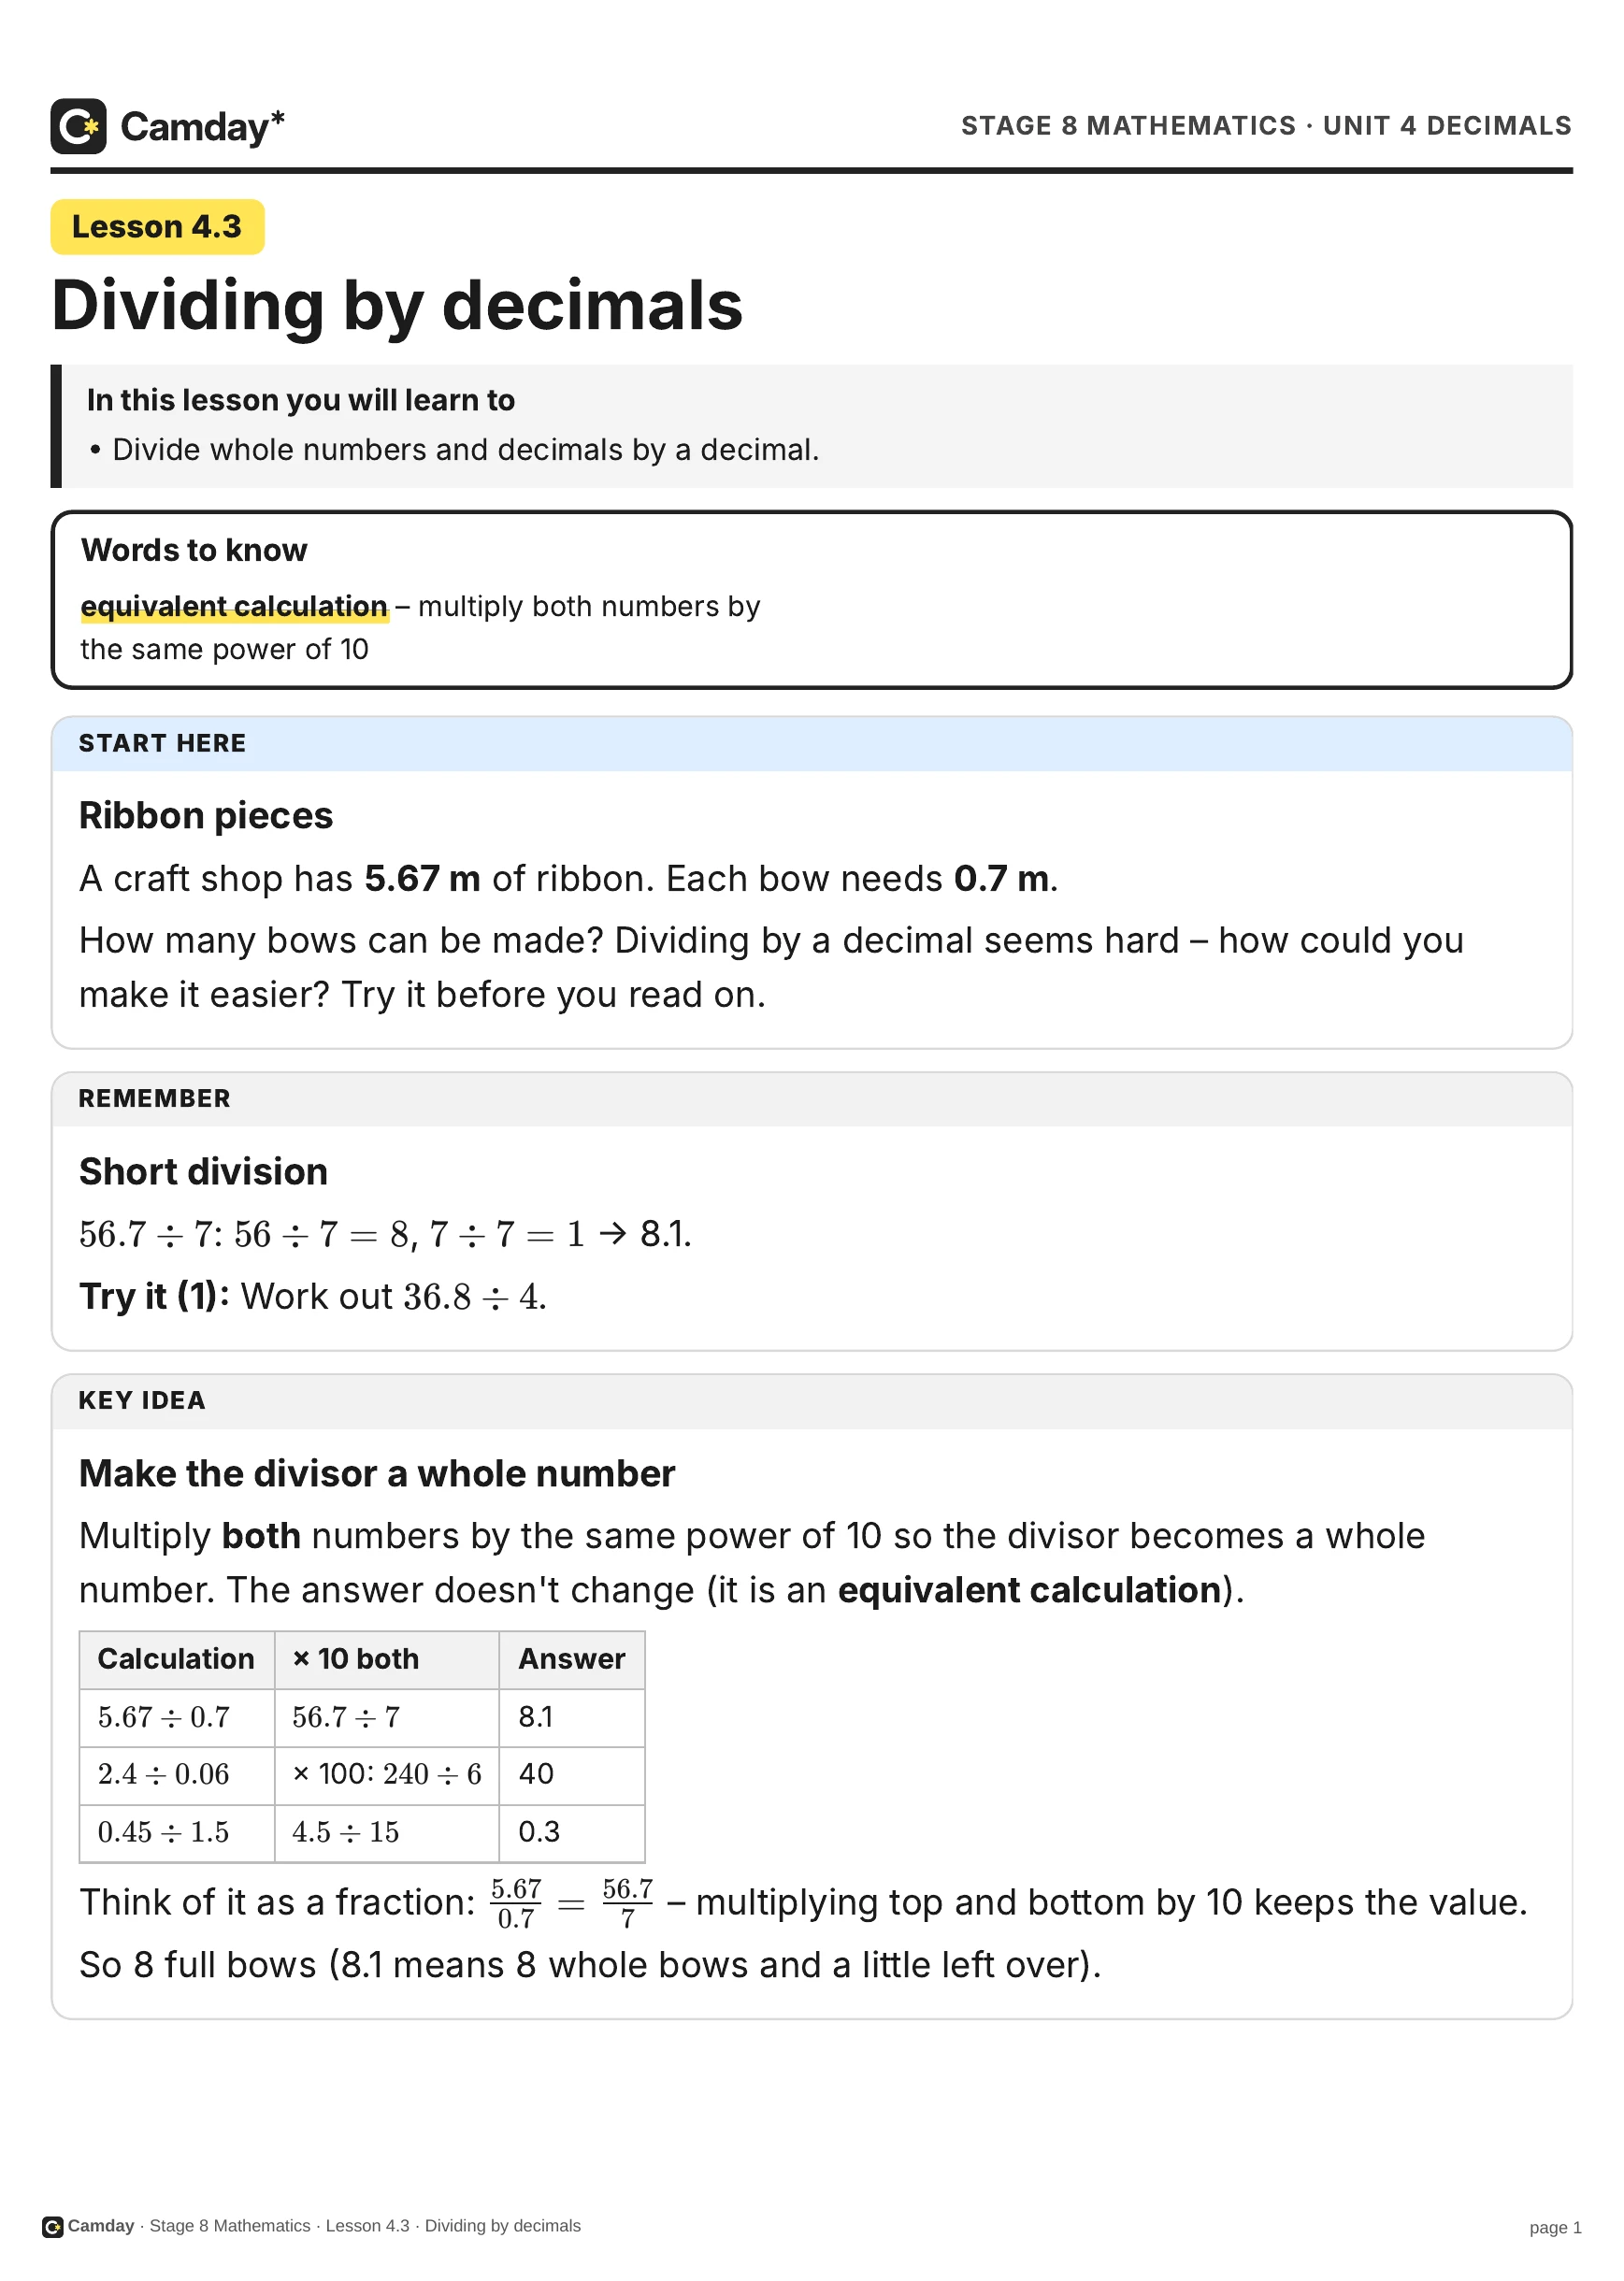 Camday*
STAGE 8 MATHEMATICS · UNIT 4 DECIMALS
Lesson 4.3
Dividing by decimals
In this lesson you will learn to
• Divide whole numbers and decimals by a decimal.
Words to know
equivalent calculation – multiply both numbers by
the same power of 10
START HERE
Ribbon pieces
A craft shop has 5.67 m of ribbon. Each bow needs 0.7 m.
How many bows can be made? Dividing by a decimal seems hard – how could you
make it easier? Try it before you read on.
REMEMBER
Short division
56.7 ÷ 7: 56 ÷ 7 = 8, 7 ÷ 7 = 1 → 8.1.
Try it (1): Work out 36.8 ÷ 4.
KEY IDEA
Make the divisor a whole number
Multiply both numbers by the same power of 10 so the divisor becomes a whole
number. The answer doesn't change (it is an equivalent calculation).
Calculation × 10 both Answer
5.67 ÷ 0.7 56.7 ÷ 7 8.1
2.4 ÷ 0.06 × 100: 240 ÷ 6 40
0.45 ÷ 1.5 4.5 ÷ 15 0.3
Think of it as a fraction: 5.67/0.7 = 56.7/7 – multiplying top and bottom by 10 keeps the value.
So 8 full bows (8.1 means 8 whole bows and a little left over).
Camday · Stage 8 Mathematics · Lesson 4.3 · Dividing by decimals
page 1